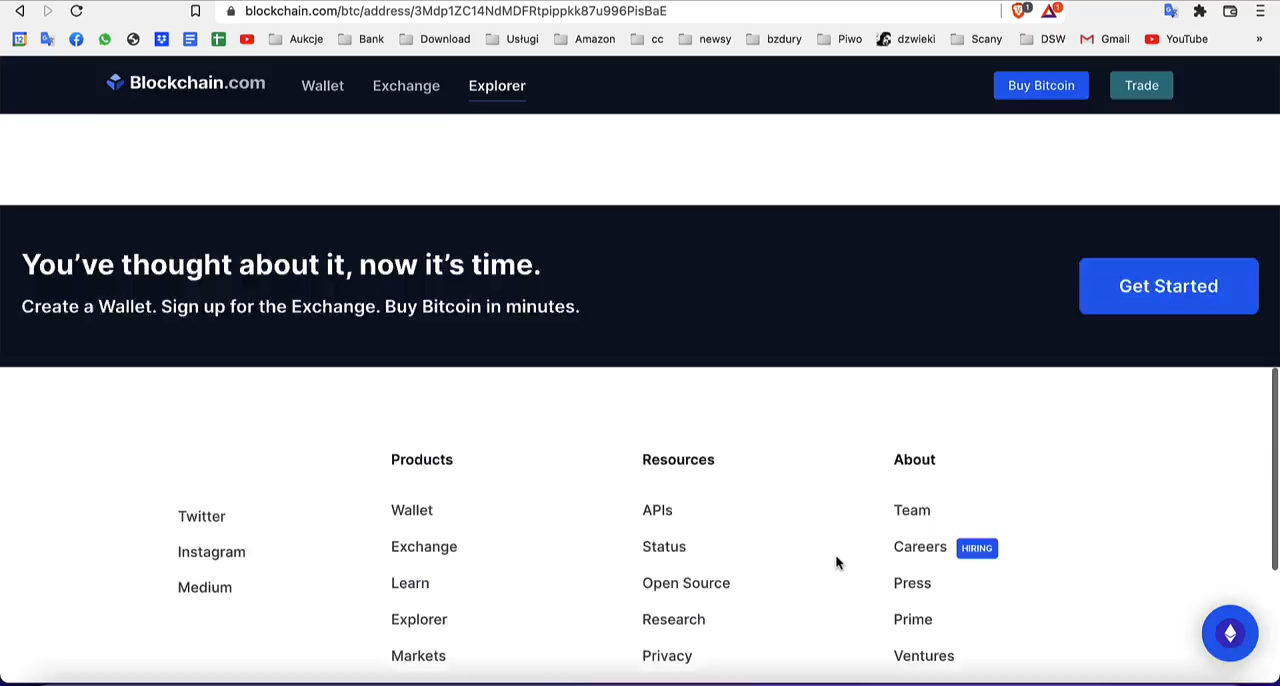 blockchain.com/btc/address/3Mdp1ZC14NdMDFRtpippkk87u996PisBaE
1 1
12 Aukcje Bank Download Usługi Amazon cc newsy bzdury Piwo dzwieki Scany DSW Gmail YouTube »
Blockchain.com Wallet Exchange Explorer Buy Bitcoin Trade
You’ve thought about it, now it’s time.
Create a Wallet. Sign up for the Exchange. Buy Bitcoin in minutes.
Get Started
Twitter
Instagram
Medium
Products
Wallet
Exchange
Learn
Explorer
Markets
Resources
APIs
Status
Open Source
Research
Privacy
About
Team
Careers HIRING
Press
Prime
Ventures